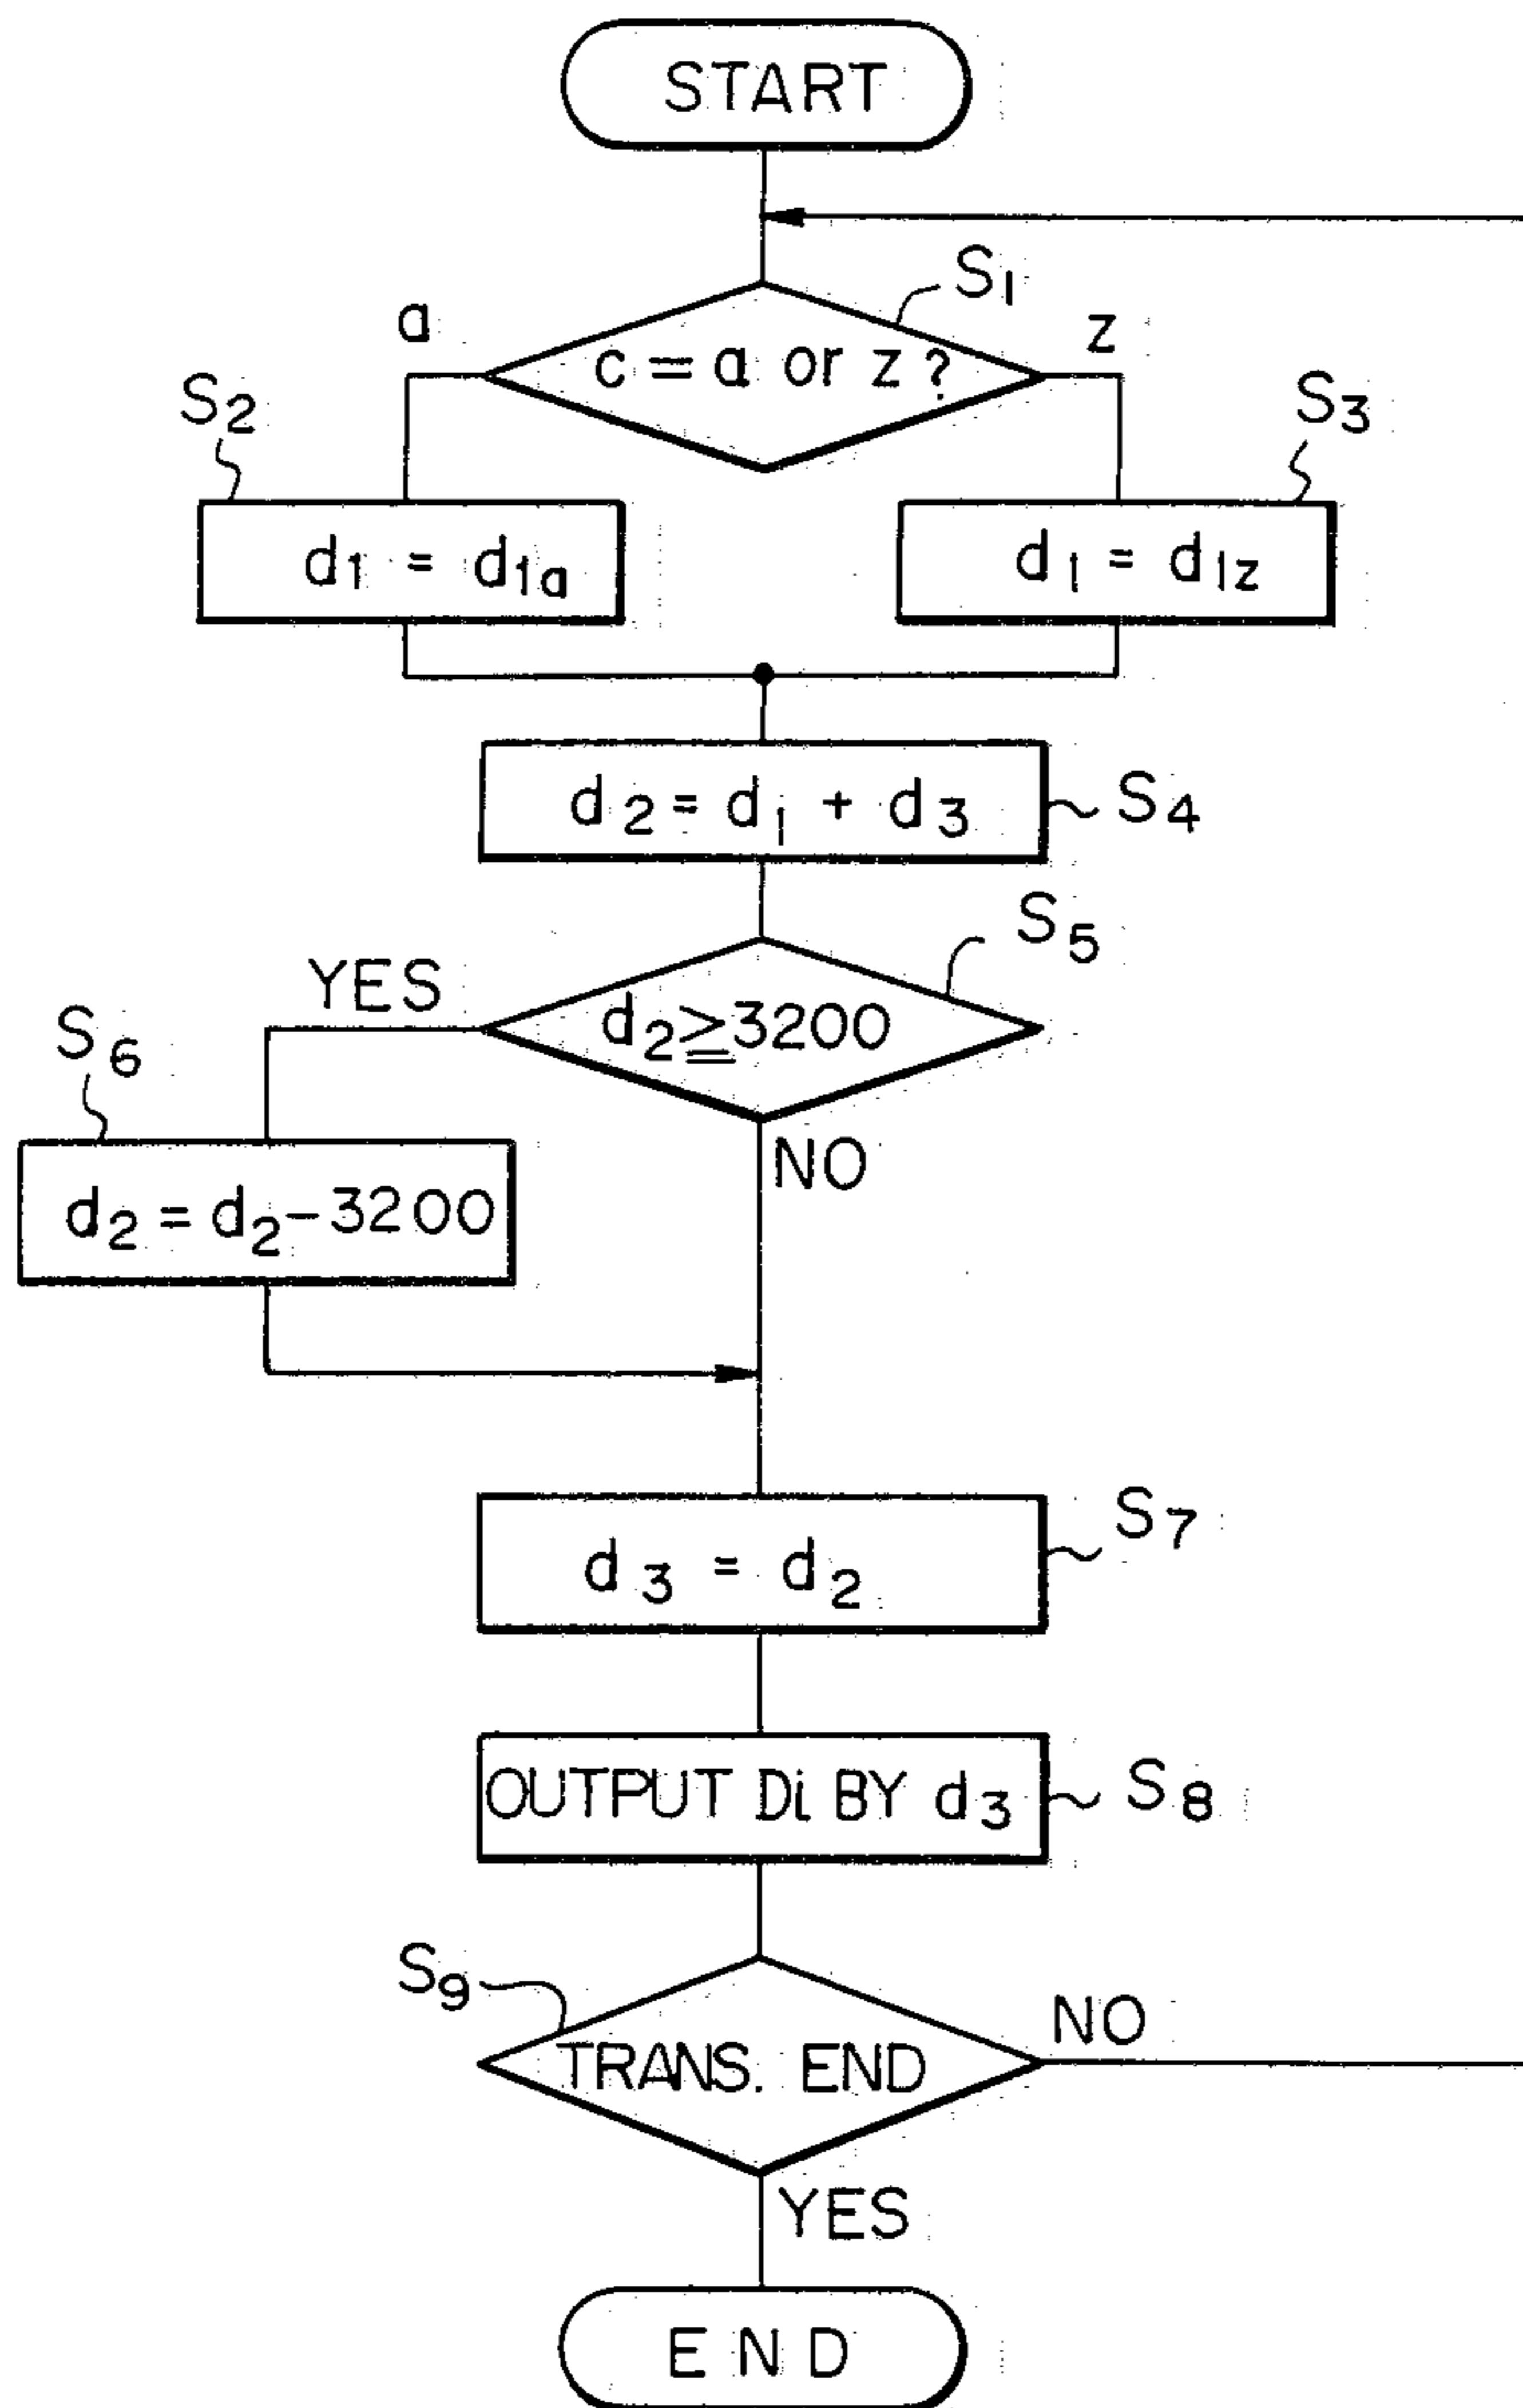 START
S₁
a
z
c = a or z ?
S₂
S₃
d₁ = d₁ₐ
d₁ = d1z
d₂ = d₁ + d₃
S₄
S₅
YES
d₂ ≧ 3200
S₆
NO
d₂ = d₂ - 3200
S₇
d₃ = d₂
OUTPUT Di BY d₃
S₈
S₉
NO
TRANS. END
YES
END